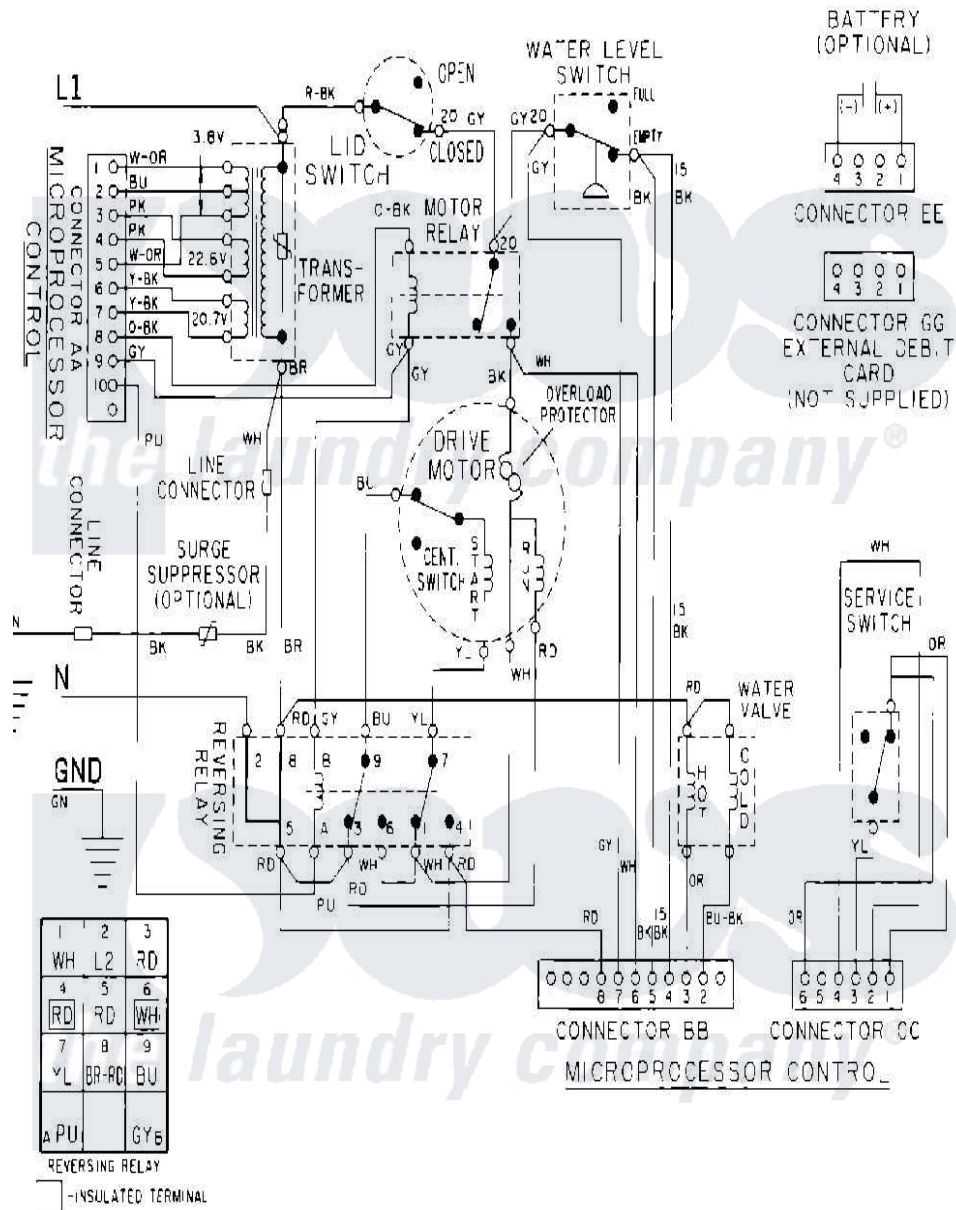 BATTERY
(OPTIONAL)
WATER LEVEL
SWITCH
OPEN
FULL
L1
R-BK
20 GY
GY 20
EMPTY
(-)
(+)
3.8V
LID
SWITCH
CLOSED
GY
15
BK
BK
4 3 2 1
CONNECTOR EE
MICROPROCESSOR
CONTROL
CONNECTOR AA
1 W-OR
2 BU
3 PK
4 PK
5 W-OR
6 Y-BK
7 Y-BK
8 O-BK
9 GY
10
22.6V
20.7V
TRANS-
FORMER
O-BK
MOTOR
RELAY
20
4 3 2 1
CONNECTOR GG
EXTERNAL DEBIT
CARD
(NOT SUPPLIED)
BR
GY
GY
BK
WH
OVERLOAD
PROTECTOR
PU
WH
LINE
CONNECTOR
DRIVE
MOTOR
BU
the laundry company®
LINE
CONNECTOR
SURGE
SUPPRESSOR
(OPTIONAL)
CENT.
SWITCH
START
RUN
WH
SERVICE
SWITCH
OR
15
BK
N
BK
BK
BR
YL
WH
RD
N
RD
GY
BU
YL
RD
WATER
VALVE
REVERSING
RELAY
2 8 B 9 7
5 A 3 6 1 4
HOT
COLD
GND
GN
RD
WH
WH
RD
RD
PU
GY
WH
OR
BU-BK
YL
OR
RD
BK
15
BK
8 7 6 5 4 3 2
6 5 4 3 2 1
CONNECTOR BB
CONNECTOR CC
MICROPROCESSOR CONTROL
the laundry company®
1 2 3
WH L2 RD
4 5 6
RD RD WH
7 8 9
YL BR-RD BU
A PU GY B
REVERSING RELAY
-INSULATED TERMINAL